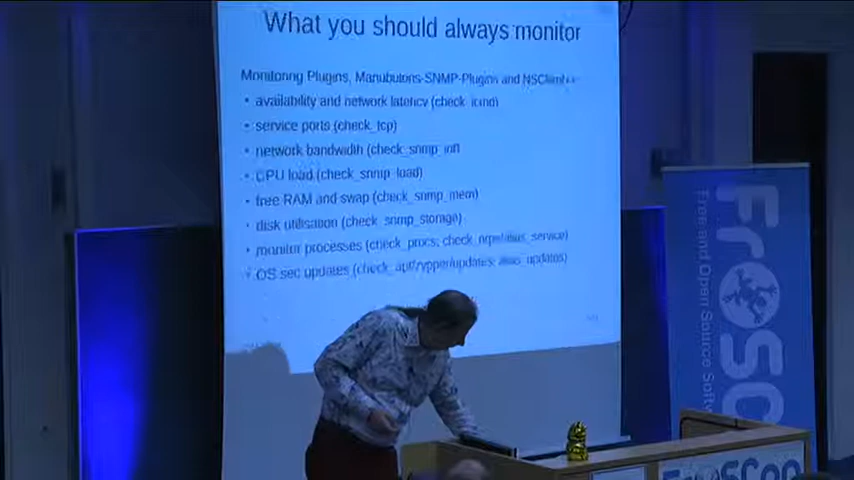 What you should always monitor
Monitoring Plugins, Manubulons-SNMP-Plugins and NSClient++
• availability and network latency (check_icmp)
• service ports (check_tcp)
• network bandwidth (check_snmp_int)
• CPU load (check_snmp_load)
• free RAM and swap (check_snmp_mem)
• disk utilisation (check_snmp_storage)
• monitor processes (check_procs;
• OS sec updates
FrOSCon
Free and Open Source
FrOSCon